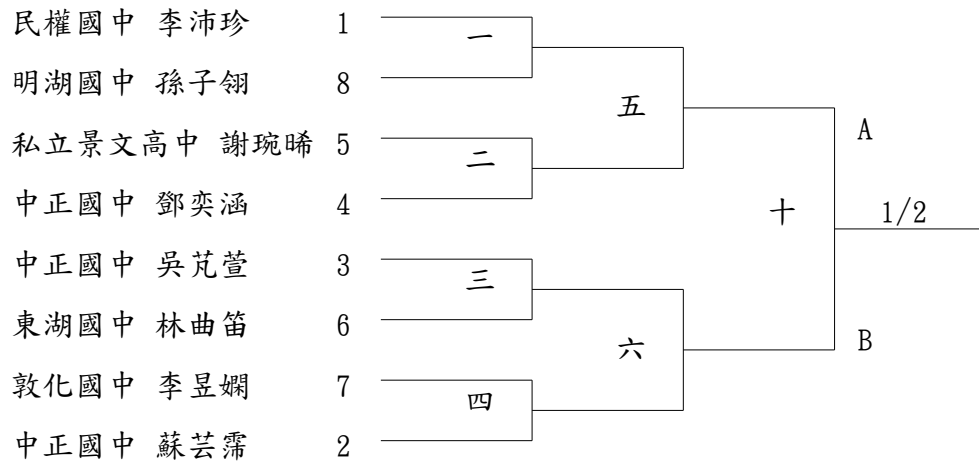 民權國中 李沛珍 1
一
明湖國中 孫子翎 8
五
A
私立景文高中 謝琬晞 5
二
中正國中 鄧奕涵 4
十 1/2
中正國中 吳芃萱 3
三
東湖國中 林曲笛 6
六
B
敦化國中 李昱嫻 7
四
中正國中 蘇芸霈 2